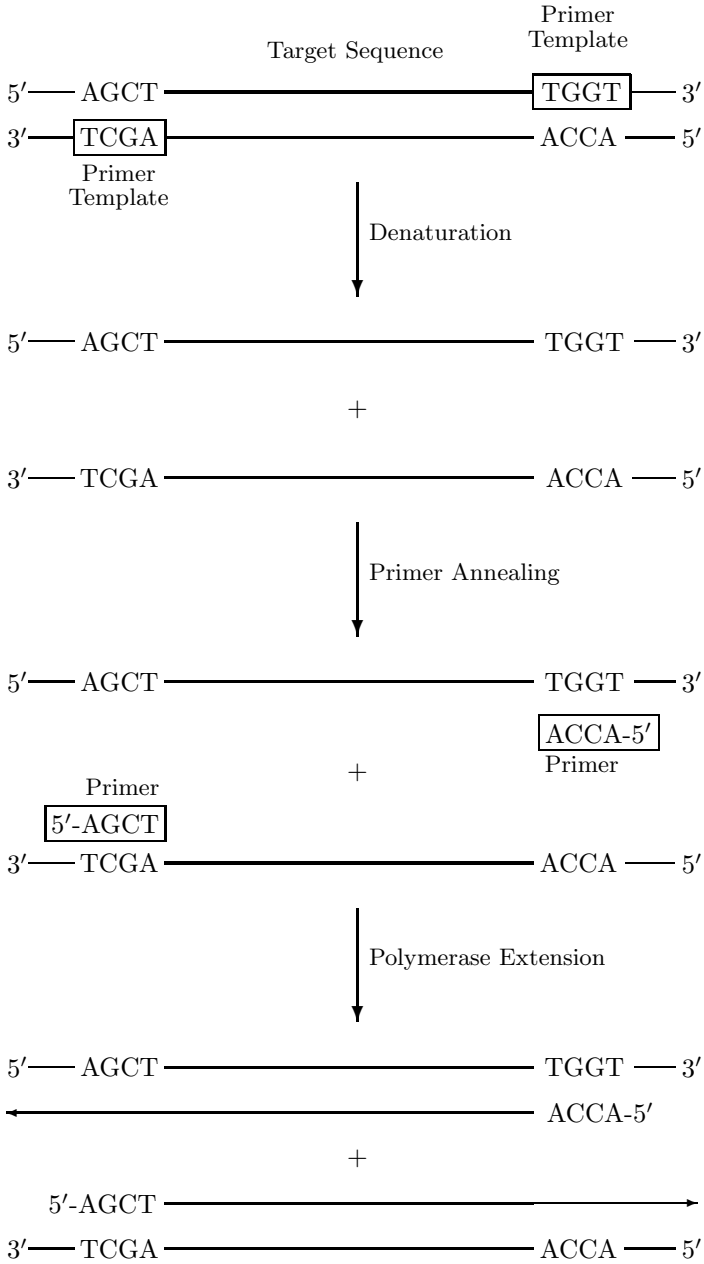 Primer
Template
Target Sequence
5′ AGCT TGGT 3′
3′ TCGA ACCA 5′
Primer
Template
Denaturation
5′ AGCT TGGT 3′
+
3′ TCGA ACCA 5′
Primer Annealing
5′ AGCT TGGT 3′
ACCA-5′
Primer
+
Primer
5′-AGCT
3′ TCGA ACCA 5′
Polymerase Extension
5′ AGCT TGGT 3′
ACCA-5′
+
5′-AGCT
3′ TCGA ACCA 5′